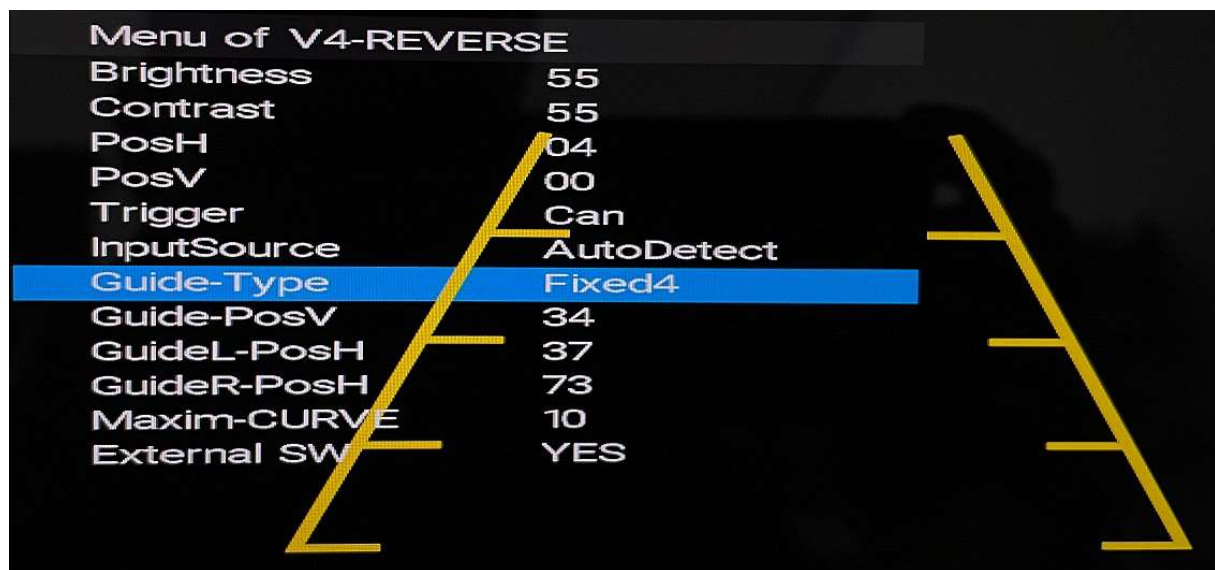 Menu of V4-REVERSE
Brightness 55
Contrast 55
PosH 04
PosV 00
Trigger Can
InputSource AutoDetect
Guide-Type Fixed4
Guide-PosV 34
GuideL-PosH 37
GuideR-PosH 73
Maxim-CURVE 10
External SW YES